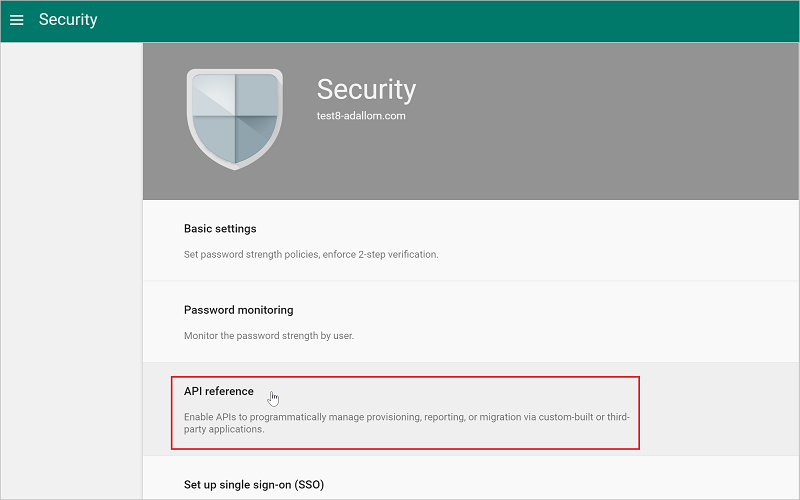 Security
Security
test8-adallom.com
Basic settings
Set password strength policies, enforce 2-step verification.
Password monitoring
Monitor the password strength by user.
API reference
Enable APIs to programmatically manage provisioning, reporting, or migration via custom-built or third-
party applications.
Set up single sign-on (SSO)